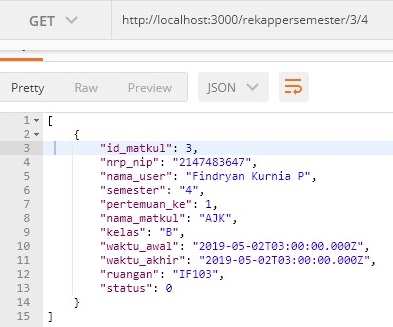 GET http://localhost:3000/rekappersemester/3/4
Pretty Raw Preview JSON
1 [
2 {
3 "id_matkul": 3,
4 "nrp_nip": "2147483647",
5 "nama_user": "Findryan Kurnia P",
6 "semester": "4",
7 "pertemuan_ke": 1,
8 "nama_matkul": "AJK",
9 "kelas": "B",
10 "waktu_awal": "2019-05-02T03:00:00.000Z",
11 "waktu_akhir": "2019-05-02T03:00:00.000Z",
12 "ruangan": "IF103",
13 "status": 0
14 }
15 ]